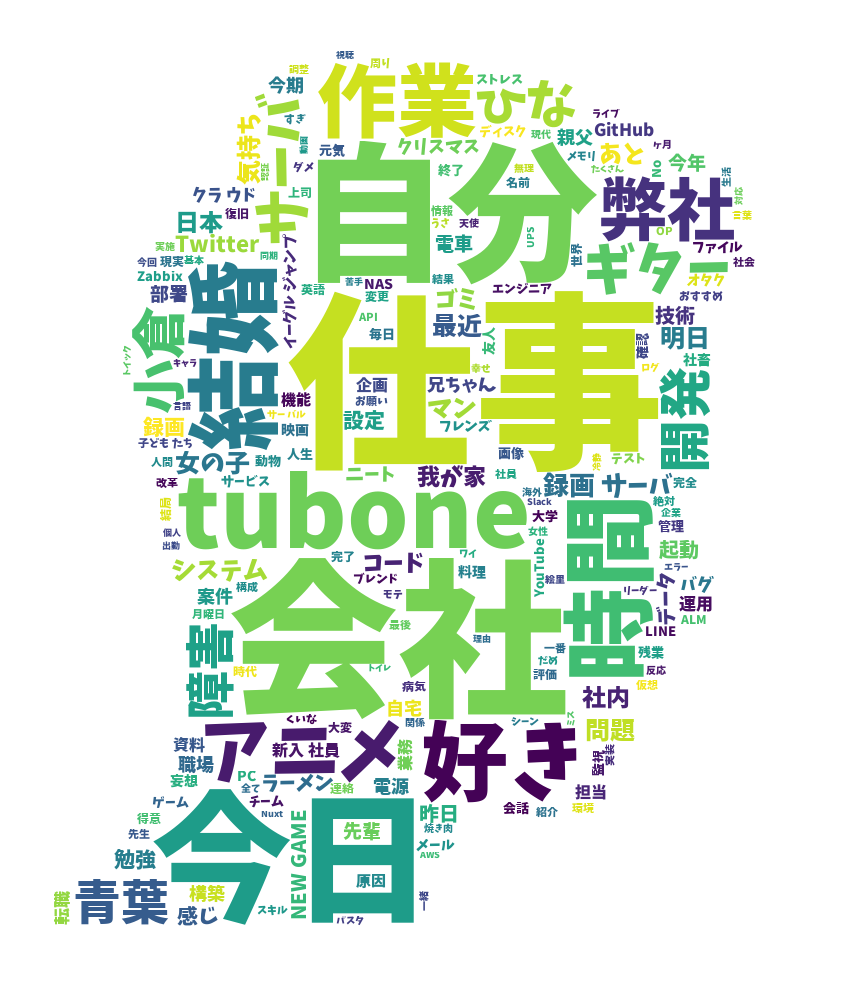 視聴
周り
調整
今期
ストレス
作業
ひな
サーバ
すぎ
気持ち
動画
認証
ダメ
元気
クリスマス
ディスク
現代
親父
GitHub
ライブ
ヶ月
メモリ
あと
たくさん
No
今年
生活
対応
終了
無理
名前
自分
弊社
言葉
クラウド
上司
復旧
日本
Twitter
実施
同期
情報
うさ
天使
電車
UPS
世界
OP
ギター
ファイル
社会
オタク
おすすめ
今回
現実
基本
Zabbix
部署
結婚
イーグルジャンプ
英語
苦手
NAS
変更
結果
エンジニア
ゴミ
API
毎日
最近
友人
技術
確認
明日
小倉
トイック
キャラ
言語
仕事
幸せ
ログ
社畜
企画
兄ちゃん
お願い
機能
サーバル
マン
設定
フレンズ
開発
録画
映画
子どもたち
人生
画像
女の子
動物
人間
テスト
改革
サービス
ニート
我が家
社員
録画 サーバ
完全
海外
Slack
絶対
企業
大学
管理
結局
個人
出勤
tubone
女性
時間
起動
完了
コード
ワイ
YouTube
システム
ブレンド
料理
絵里
エラー
バグ
リーダー
データ
運用
構成
案件
月曜日
モテ
LINE
ALM
会社
最後
理由
一番
残業
障害
だめ
反応
時代
トイレ
評価
仮想
病気
自宅
社内
くいな
関係
シーン
ミス
アニメ
大変
好き
問題
資料
新入 社員
業務
監視
実装
職場
妄想
PC
ラーメン
全て
連絡
電源
担当
ゲーム
チーム
会話
紹介
環境
得意
Nuxt
昨日
先生
今日
NEW GAME
先輩
焼き肉
勉強
メール
AWS
原因
青葉
構築
転職
感じ
スキル
パスタ
一緒